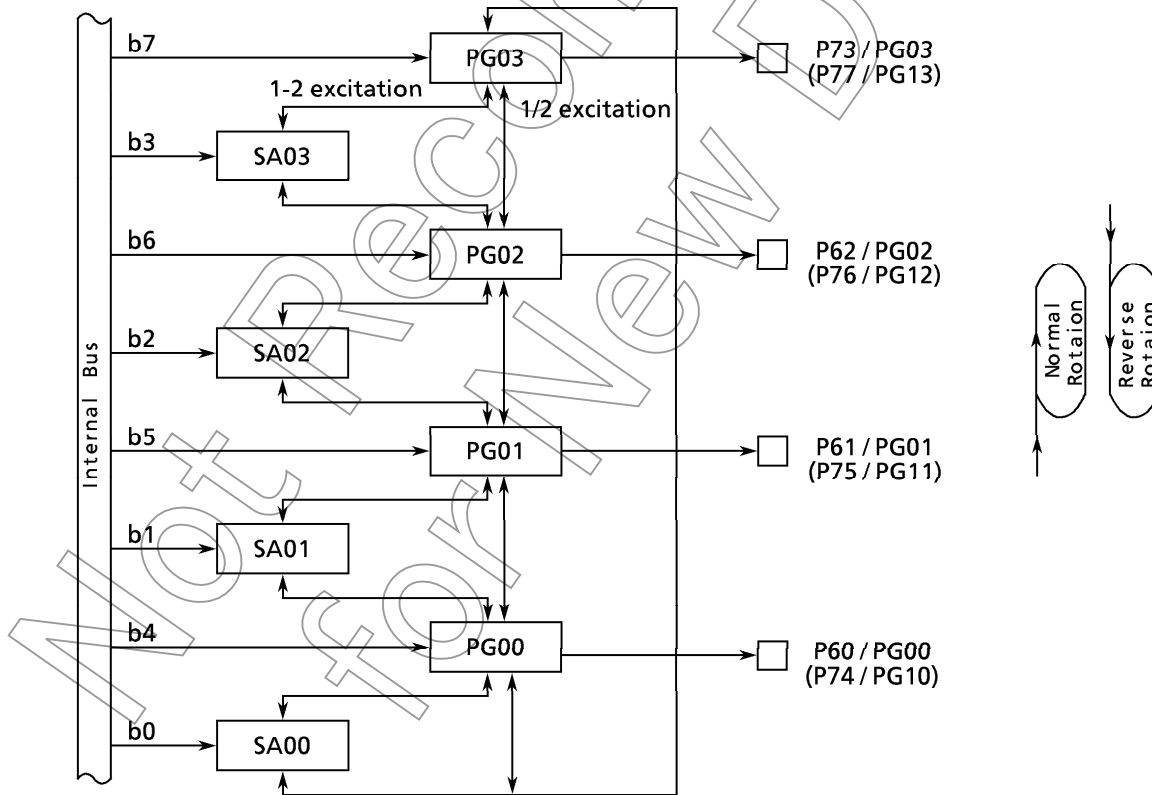 b7
PG03
P73 / PG03
(P77 / PG13)
1-2 excitation
1/2 excitation
b3
SA03
b6
PG02
P62 / PG02
(P76 / PG12)
b2
SA02
Internal Bus
Normal
Rotaion
Reverse
Rotaion
b5
PG01
P61 / PG01
(P75 / PG11)
b1
SA01
b4
PG00
P60 / PG00
(P74 / PG10)
b0
SA00
Not Recom
for New D